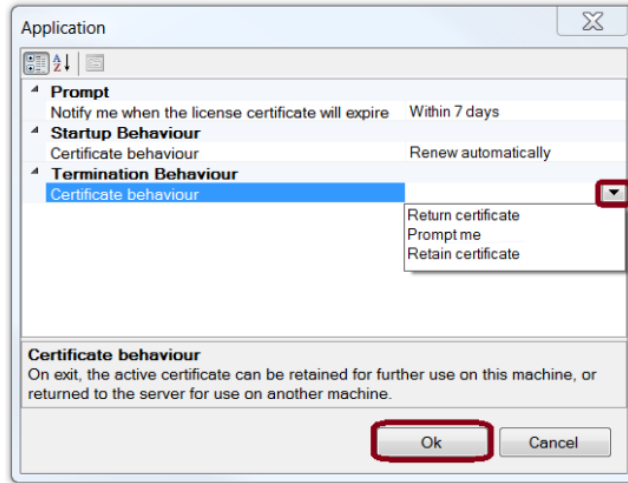 Application
Prompt
Notify me when the license certificate will expire Within 7 days
Startup Behaviour
Certificate behaviour Renew automatically
Termination Behaviour
Certificate behaviour
Return certificate
Prompt me
Retain certificate
Certificate behaviour
On exit, the active certificate can be retained for further use on this machine, or
returned to the server for use on another machine.
Ok Cancel